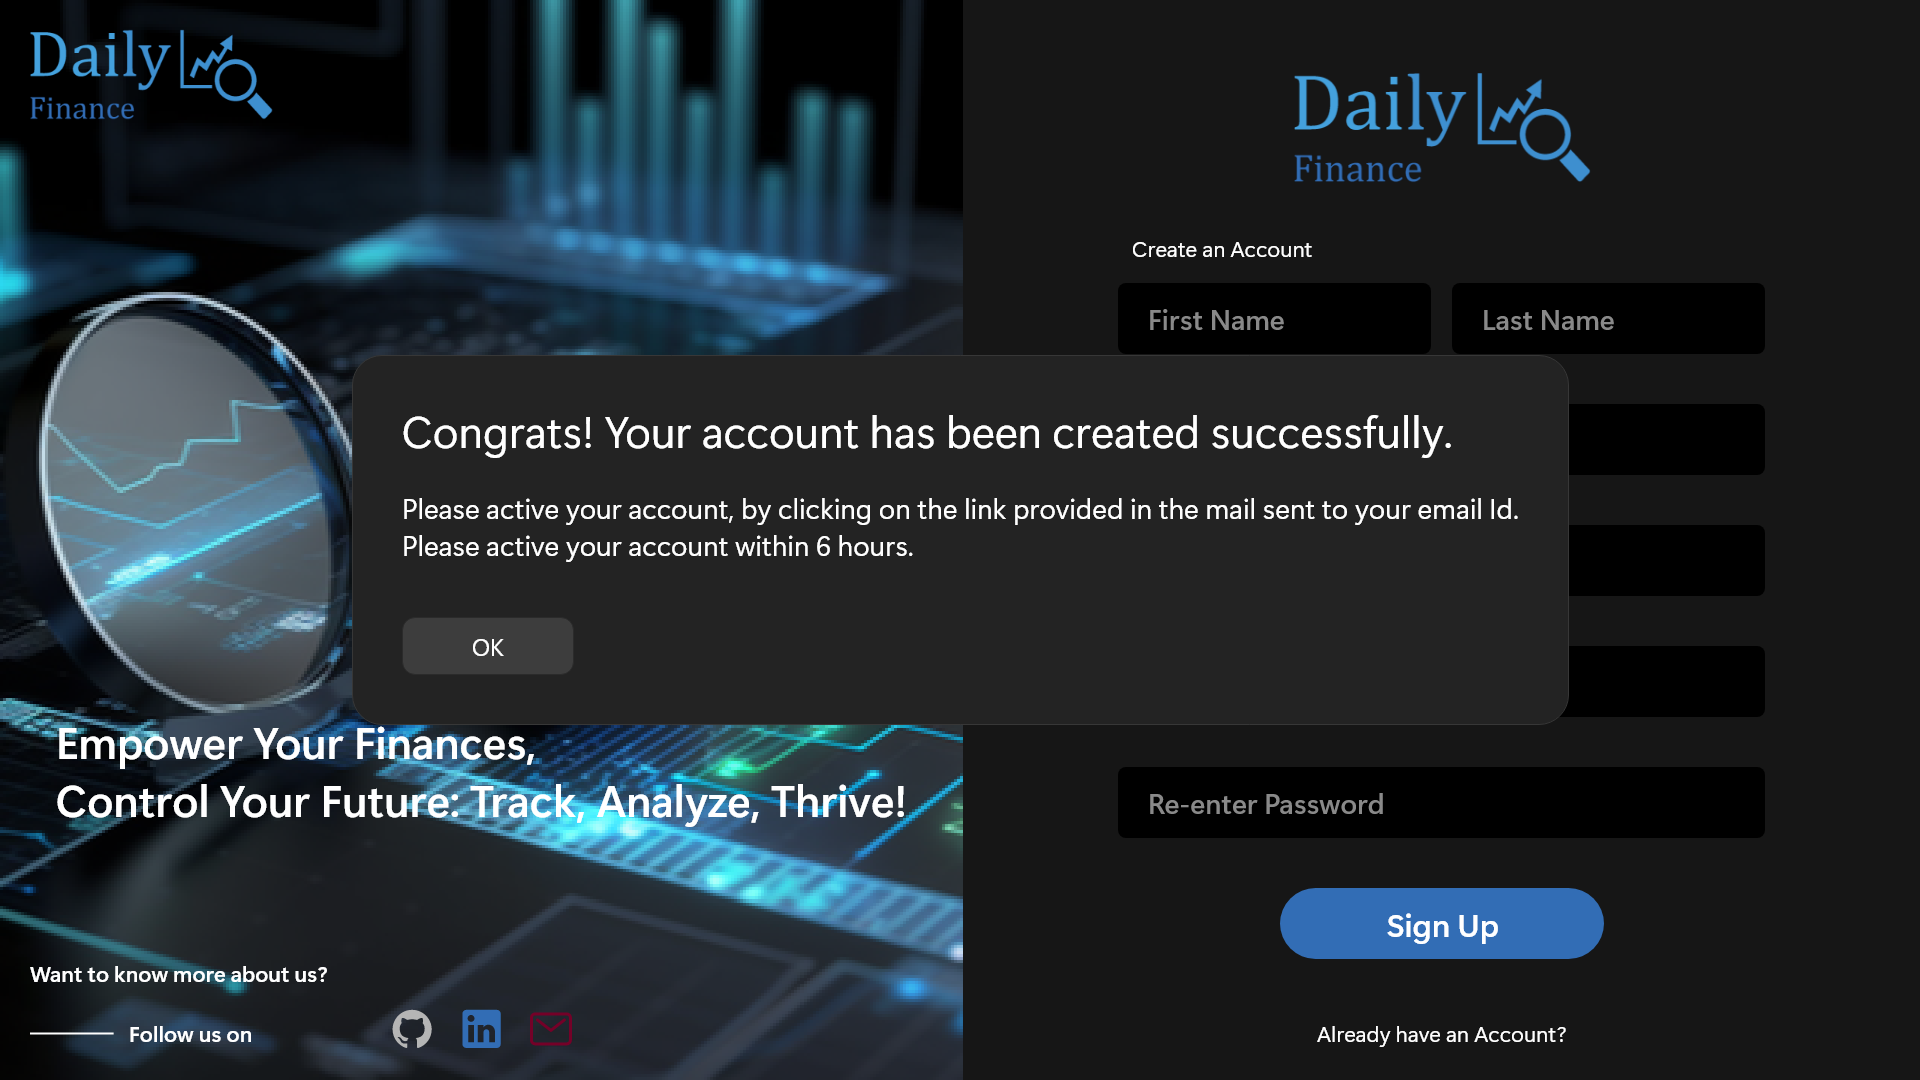 Daily
Finance
Daily
Finance
Create an Account
First Name
Last Name
Congrats! Your account has been created successfully.
Please active your account, by clicking on the link provided in the mail sent to your email Id.
Please active your account within 6 hours.
OK
Empower Your Finances,
Control Your Future: Track, Analyze, Thrive!
Re-enter Password
Sign Up
Want to know more about us?
Follow us on
in
Already have an Account?